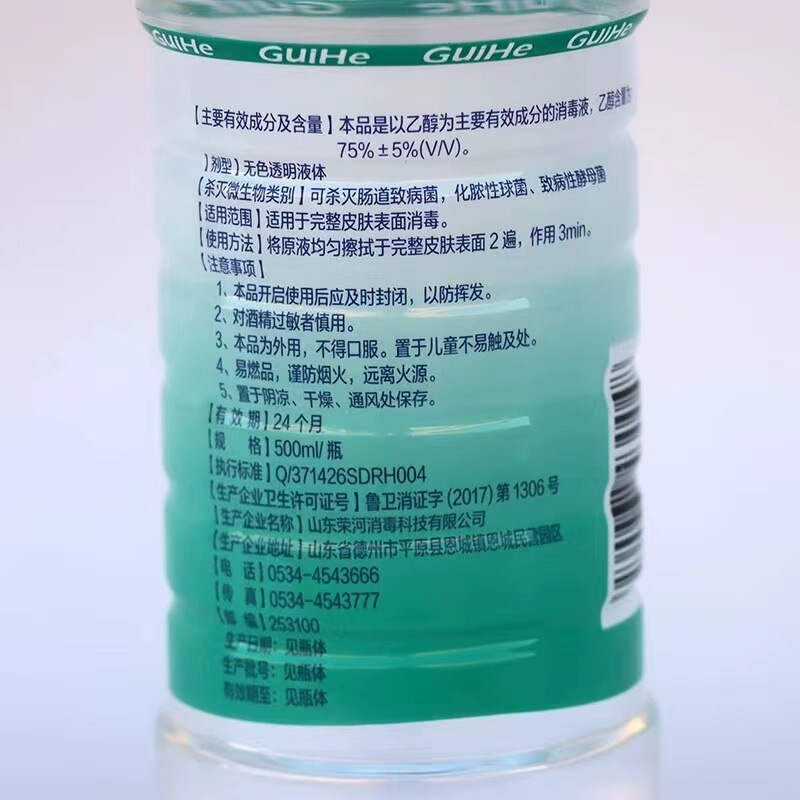 GuiHe GuiHe GuiHe GuiHe
【主要有效成分及含量】本品是以乙醇为主要有效成分的消毒液，乙醇含量为
75%±5%(V/V)。
【剂型】无色透明液体
【杀灭微生物类别】可杀灭肠道致病菌，化脓性球菌、致病性酵母菌
【适用范围】适用于完整皮肤表面消毒。
【使用方法】将原液均匀擦拭于完整皮肤表面2遍，作用3min。
【注意事项】
1、本品开启使用后应及时封闭，以防挥发。
2、对酒精过敏者慎用。
3、本品为外用，不得口服。置于儿童不易触及处。
4、易燃品，谨防烟火，远离火源。
5、置于阴凉、干燥、通风处保存。
【有效期】24个月
【规 格】500ml/瓶
【执行标准】Q/371426SDRH004
【生产企业卫生许可证号】鲁卫消证字(2017)第1306号
【生产企业名称】山东荣河消毒科技有限公司
【生产企业地址】山东省德州市平原县恩城镇恩城民营园区
【电 话】0534-4543666
【传 真】0534-4543777
【邮 编】253100
生产日期：见瓶体
生产批号：见瓶体
有效期至：见瓶体